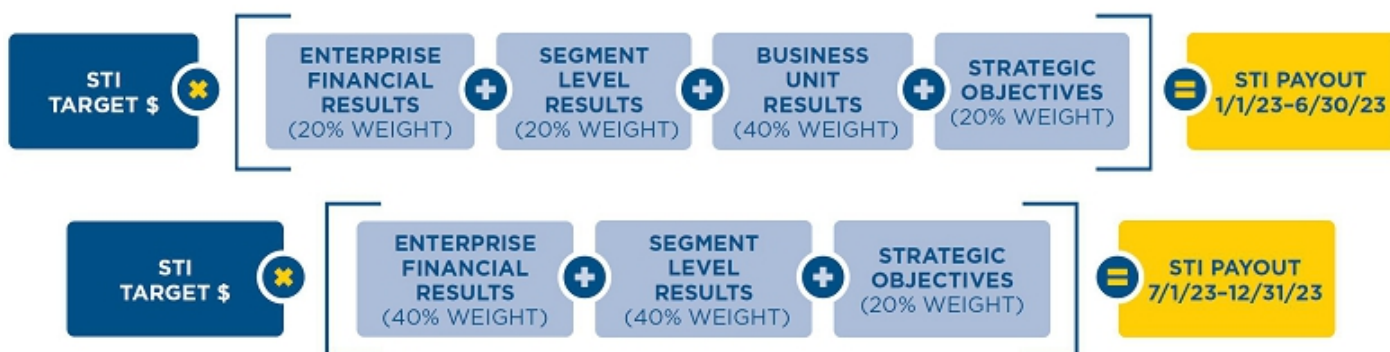 STI
TARGET $
×
ENTERPRISE
FINANCIAL
RESULTS
(20% WEIGHT)
+
SEGMENT
LEVEL
RESULTS
(20% WEIGHT)
+
BUSINESS
UNIT
RESULTS
(40% WEIGHT)
+
STRATEGIC
OBJECTIVES
(20% WEIGHT)
=
STI PAYOUT
1/1/23–6/30/23
STI
TARGET $
×
ENTERPRISE
FINANCIAL
RESULTS
(40% WEIGHT)
+
SEGMENT
LEVEL
RESULTS
(40% WEIGHT)
+
STRATEGIC
OBJECTIVES
(20% WEIGHT)
=
STI PAYOUT
7/1/23–12/31/23